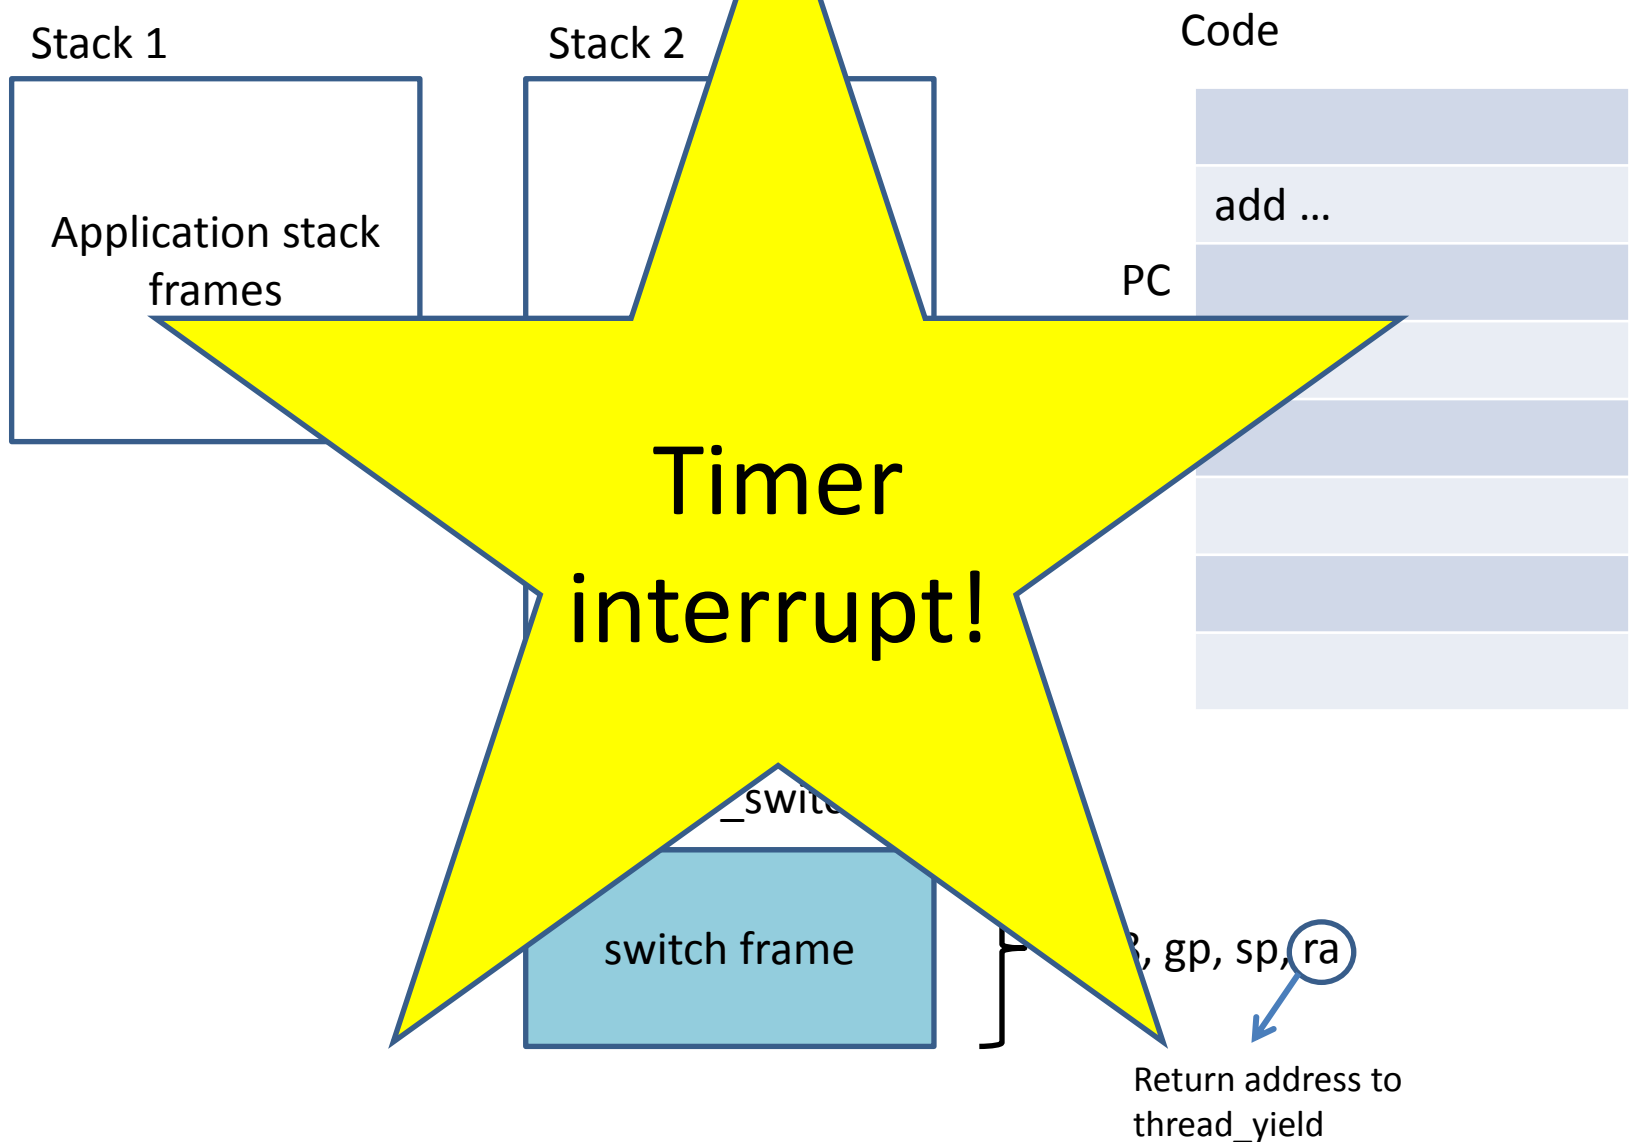 Stack 1
Stack 2
Code
Application stack
frames
add ...
PC
Timer
interrupt!
switch frame
, gp, sp, ra
Return address to
thread_yield